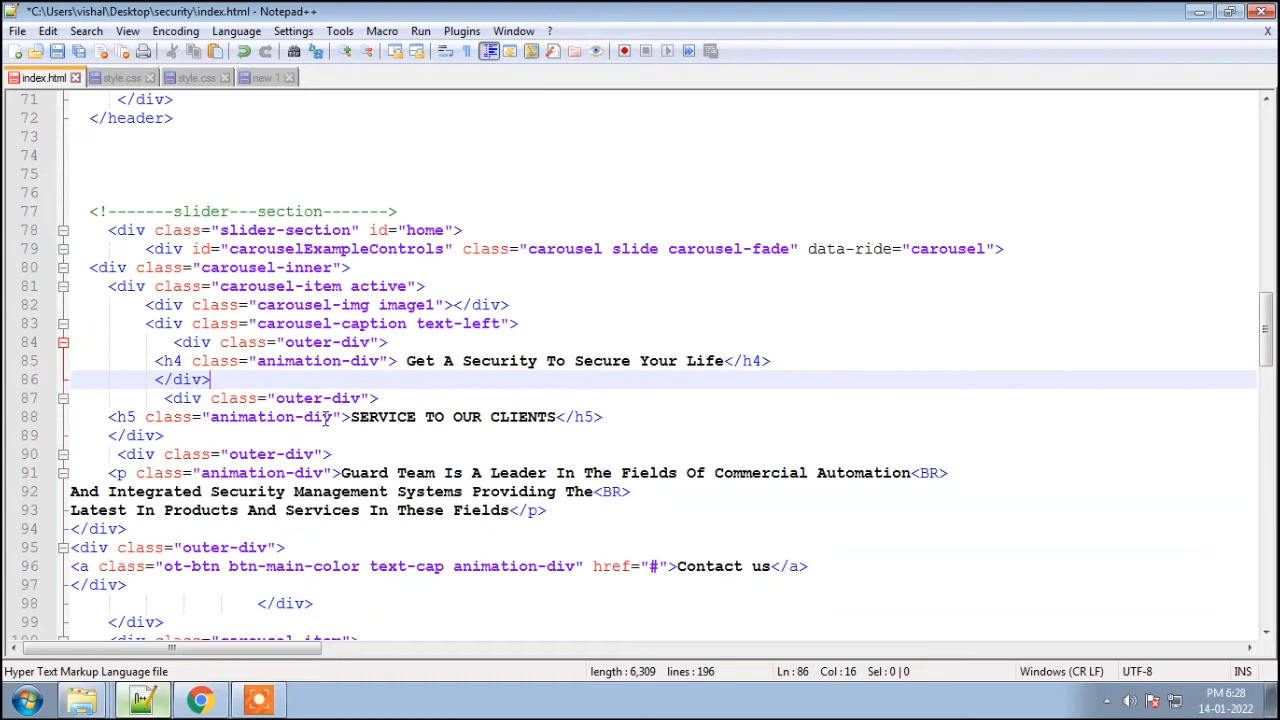 *C:\Users\vishal\Desktop\security\index.html - Notepad++
File Edit Search View Encoding Language Settings Tools Macro Run Plugins Window ? X
index.html style.css style.css new 1
71 </div>
72 </header>
73
74
75
76
77 <!-------slider---section------->
78 <div class="slider-section" id="home">
79 <div id="carouselExampleControls" class="carousel slide carousel-fade" data-ride="carousel">
80 <div class="carousel-inner">
81 <div class="carousel-item active">
82 <div class="carousel-img image1"></div>
83 <div class="carousel-caption text-left">
84 <div class="outer-div">
85 <h4 class="animation-div"> Get A Security To Secure Your Life</h4>
86 </div>
87 <div class="outer-div">
88 <h5 class="animation-div">SERVICE TO OUR CLIENTS</h5>
89 </div>
90 <div class="outer-div">
91 <p class="animation-div">Guard Team Is A Leader In The Fields Of Commercial Automation<BR>
92 And Integrated Security Management Systems Providing The<BR>
93 Latest In Products And Services In These Fields</p>
94 </div>
95 <div class="outer-div">
96 <a class="ot-btn btn-main-color text-cap animation-div" href="#">Contact us</a>
97 </div>
98 </div>
99 </div>
100 <div class="carousel-item">
Hyper Text Markup Language file length : 6,309 lines : 196 Ln : 86 Col : 16 Sel : 0 | 0 Windows (CR LF) UTF-8 INS
PM 6:28
14-01-2022